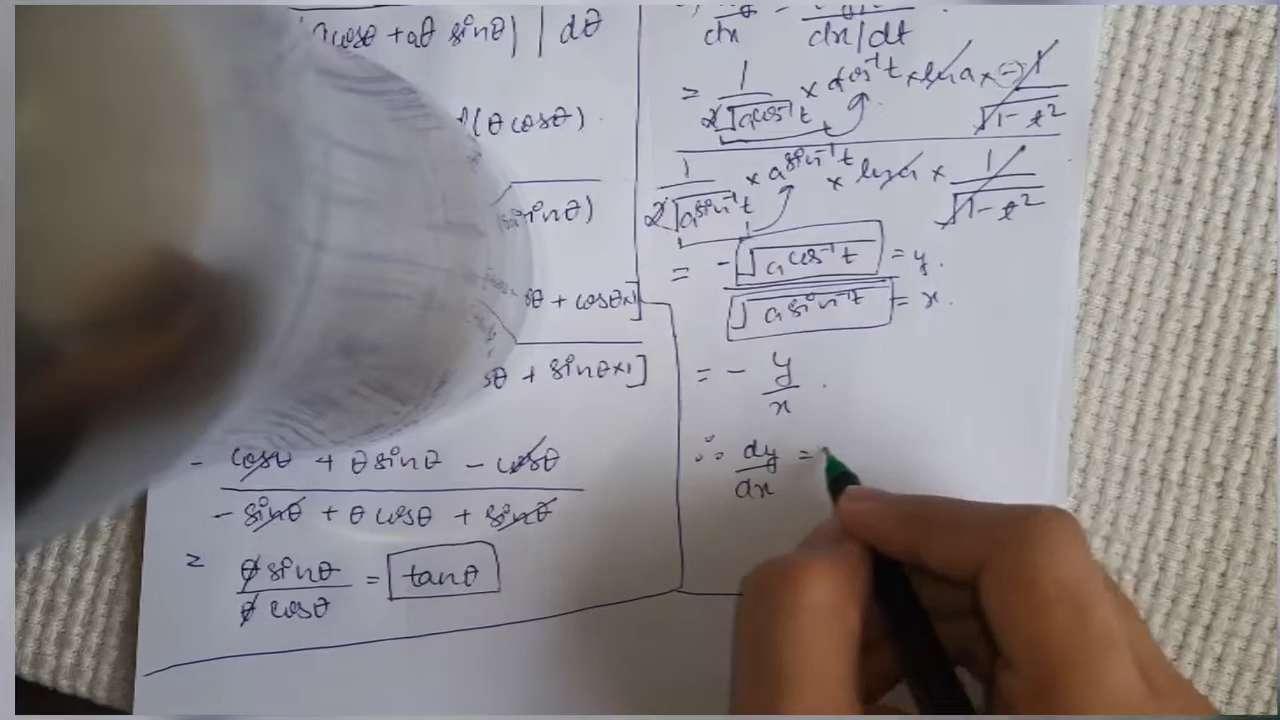 cosθ + aθ sinθ) | dθ
(θ cosθ)
sinθ)
sθ + cosθ×1]
sθ + sinθ×1]
- cosθ + θ sinθ - cosθ
- sinθ + θ cosθ + sinθ
= θ sinθ / θ cosθ = tanθ
dx dx/dt
= 1 / 2√a^cos⁻¹t × a^cos⁻¹t × log a × -1 / √1-t²
1 / 2√a^sin⁻¹t × a^sin⁻¹t × log a × 1 / √1-t²
= - √a^cos⁻¹t = y.
√a^sin⁻¹t = x.
= - y / x .
∴ dy / dx =